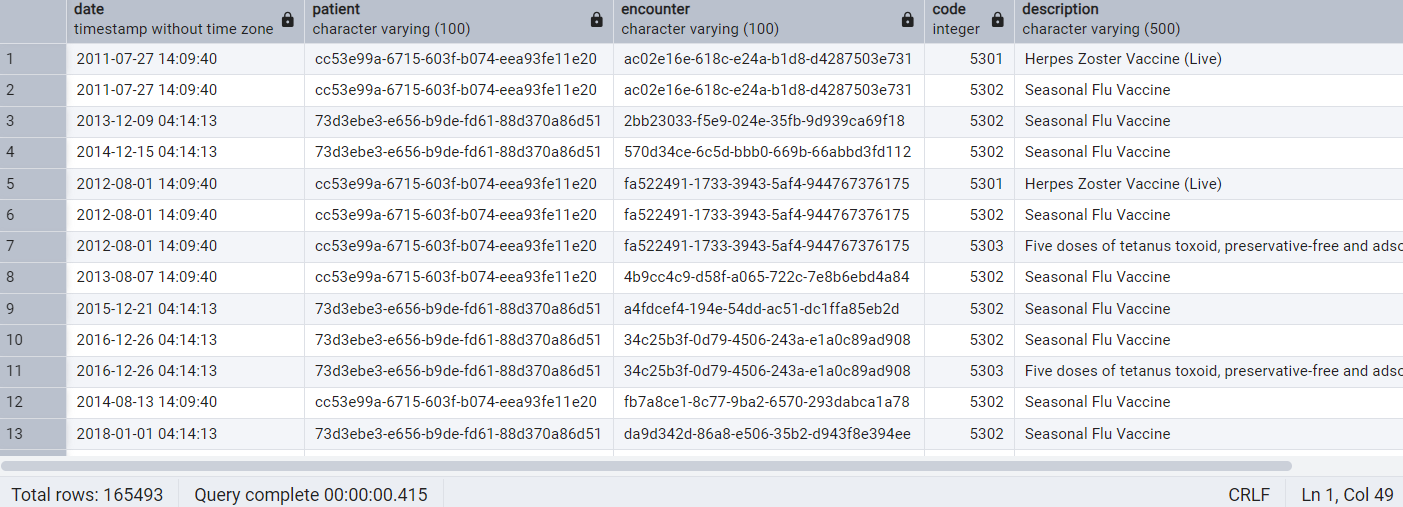 date patient encounter code description
timestamp without time zone character varying (100) character varying (100) integer character varying (500)
1 2011-07-27 14:09:40 cc53e99a-6715-603f-b074-eea93fe11e20 ac02e16e-618c-e24a-b1d8-d4287503e731 5301 Herpes Zoster Vaccine (Live)
2 2011-07-27 14:09:40 cc53e99a-6715-603f-b074-eea93fe11e20 ac02e16e-618c-e24a-b1d8-d4287503e731 5302 Seasonal Flu Vaccine
3 2013-12-09 04:14:13 73d3ebe3-e656-b9de-fd61-88d370a86d51 2bb23033-f5e9-024e-35fb-9d939ca69f18 5302 Seasonal Flu Vaccine
4 2014-12-15 04:14:13 73d3ebe3-e656-b9de-fd61-88d370a86d51 570d34ce-6c5d-bbb0-669b-66abbd3fd112 5302 Seasonal Flu Vaccine
5 2012-08-01 14:09:40 cc53e99a-6715-603f-b074-eea93fe11e20 fa522491-1733-3943-5af4-944767376175 5301 Herpes Zoster Vaccine (Live)
6 2012-08-01 14:09:40 cc53e99a-6715-603f-b074-eea93fe11e20 fa522491-1733-3943-5af4-944767376175 5302 Seasonal Flu Vaccine
7 2012-08-01 14:09:40 cc53e99a-6715-603f-b074-eea93fe11e20 fa522491-1733-3943-5af4-944767376175 5303 Five doses of tetanus toxoid, preservative-free and adso
8 2013-08-07 14:09:40 cc53e99a-6715-603f-b074-eea93fe11e20 4b9cc4c9-d58f-a065-722c-7e8b6ebd4a84 5302 Seasonal Flu Vaccine
9 2015-12-21 04:14:13 73d3ebe3-e656-b9de-fd61-88d370a86d51 a4fdcef4-194e-54dd-ac51-dc1ffa85eb2d 5302 Seasonal Flu Vaccine
10 2016-12-26 04:14:13 73d3ebe3-e656-b9de-fd61-88d370a86d51 34c25b3f-0d79-4506-243a-e1a0c89ad908 5302 Seasonal Flu Vaccine
11 2016-12-26 04:14:13 73d3ebe3-e656-b9de-fd61-88d370a86d51 34c25b3f-0d79-4506-243a-e1a0c89ad908 5303 Five doses of tetanus toxoid, preservative-free and adso
12 2014-08-13 14:09:40 cc53e99a-6715-603f-b074-eea93fe11e20 fb7a8ce1-8c77-9ba2-6570-293dabca1a78 5302 Seasonal Flu Vaccine
13 2018-01-01 04:14:13 73d3ebe3-e656-b9de-fd61-88d370a86d51 da9d342d-86a8-e506-35b2-d943f8e394ee 5302 Seasonal Flu Vaccine
Total rows: 165493 Query complete 00:00:00.415 CRLF Ln 1, Col 49